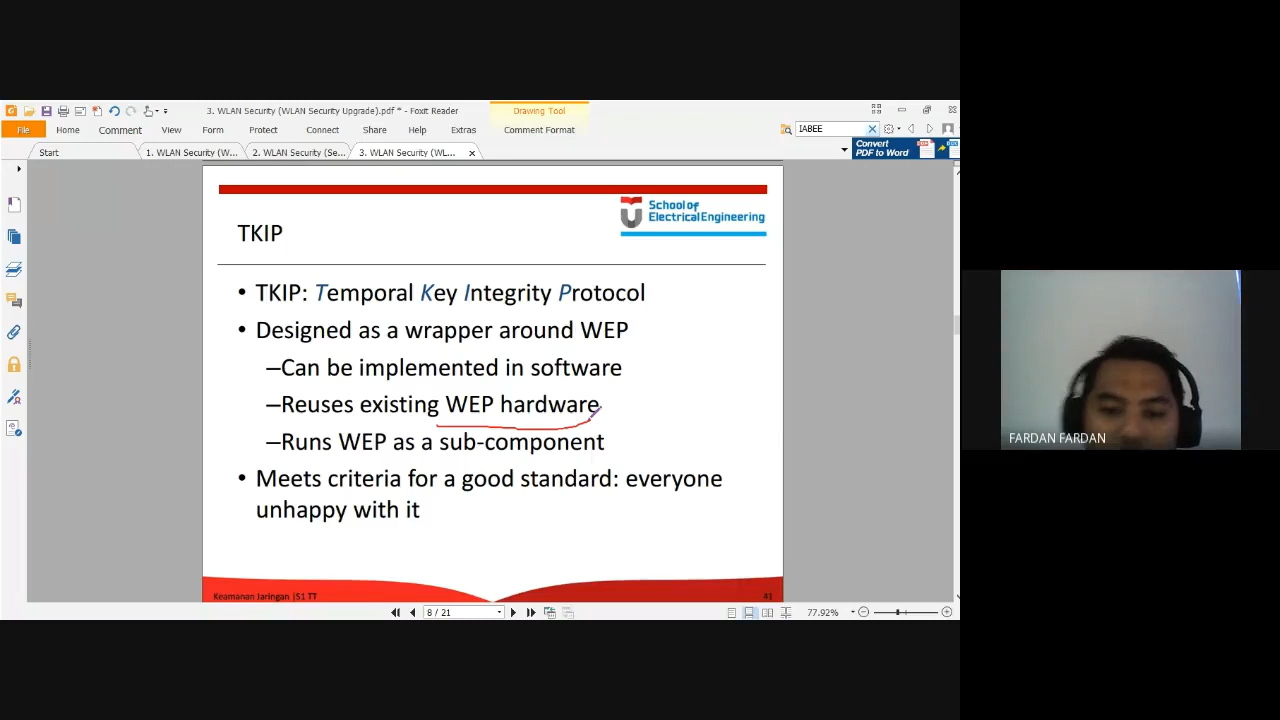 3. WLAN Security (WLAN Security Upgrade).pdf * - Foxit Reader
Drawing Tool
File Home Comment View Form Protect Connect Share Help Extras Comment Format
IABEE
Start 1. WLAN Security (W... 2. WLAN Security (Se... 3. WLAN Security (WL...
Convert
PDF to Word
School of
Electrical Engineering
TKIP
• TKIP: Temporal Key Integrity Protocol
• Designed as a wrapper around WEP
–Can be implemented in software
–Reuses existing WEP hardware
–Runs WEP as a sub-component
• Meets criteria for a good standard: everyone
unhappy with it
Keamanan Jaringan |S1 TT
41
8 / 21
77.92%
FARDAN FARDAN